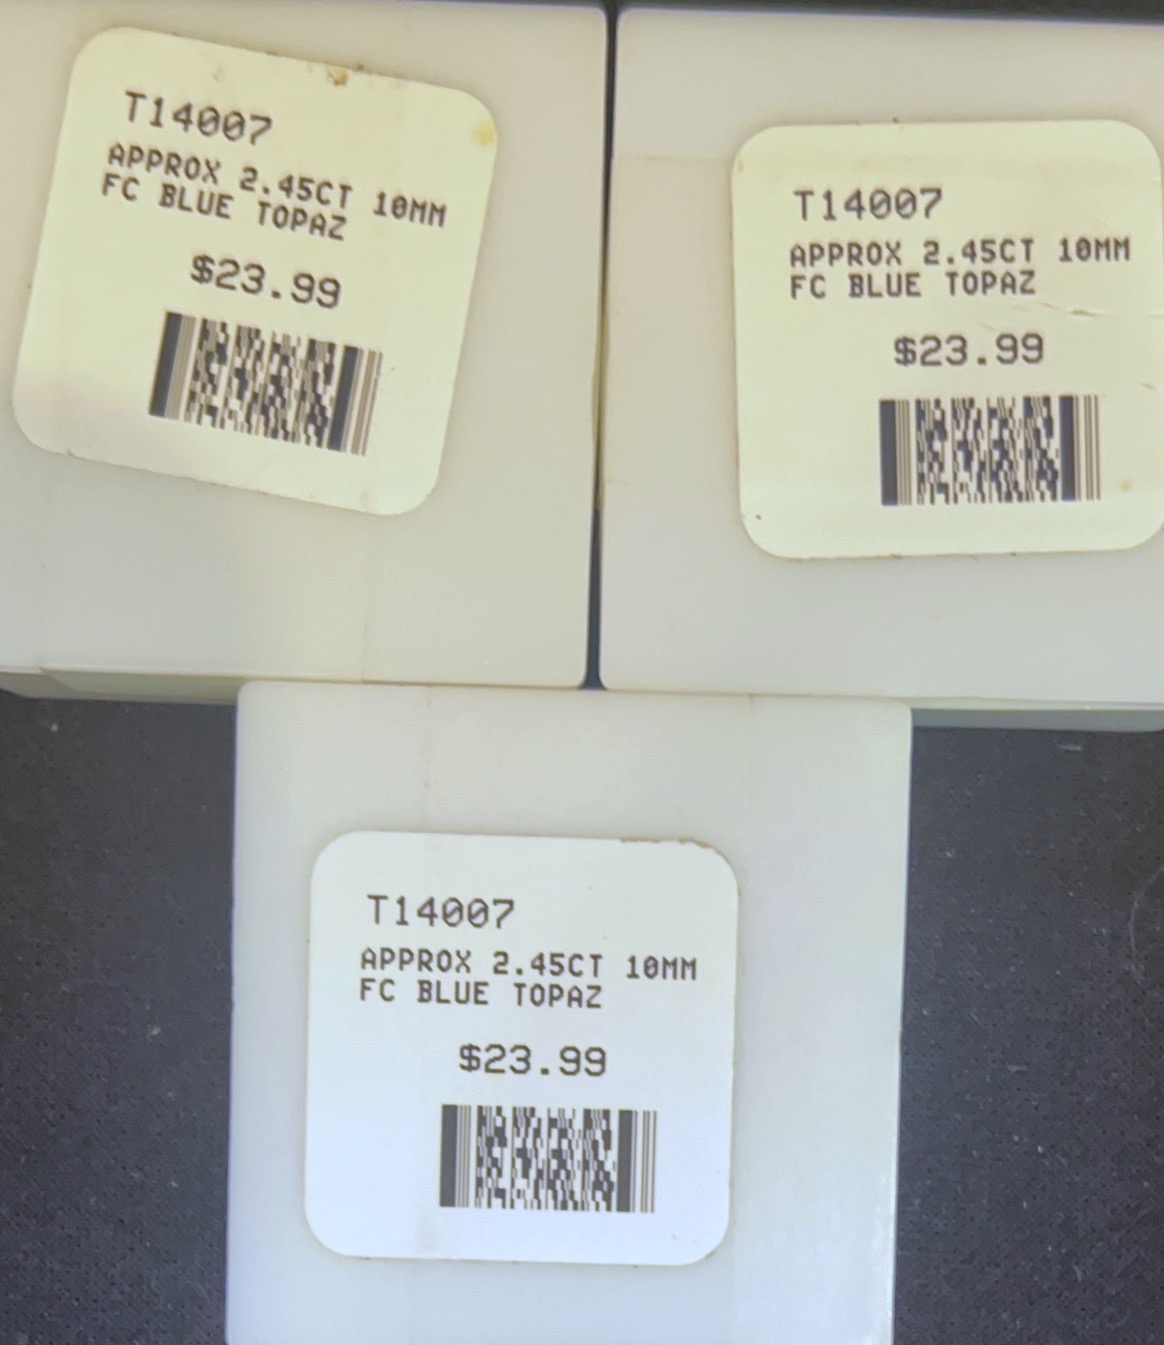 T14007
APPROX 2.45CT 10MM
FC BLUE TOPAZ
$23.99
T14007
APPROX 2.45CT 10MM
FC BLUE TOPAZ
$23.99
T14007
APPROX 2.45CT 10MM
FC BLUE TOPAZ
$23.99